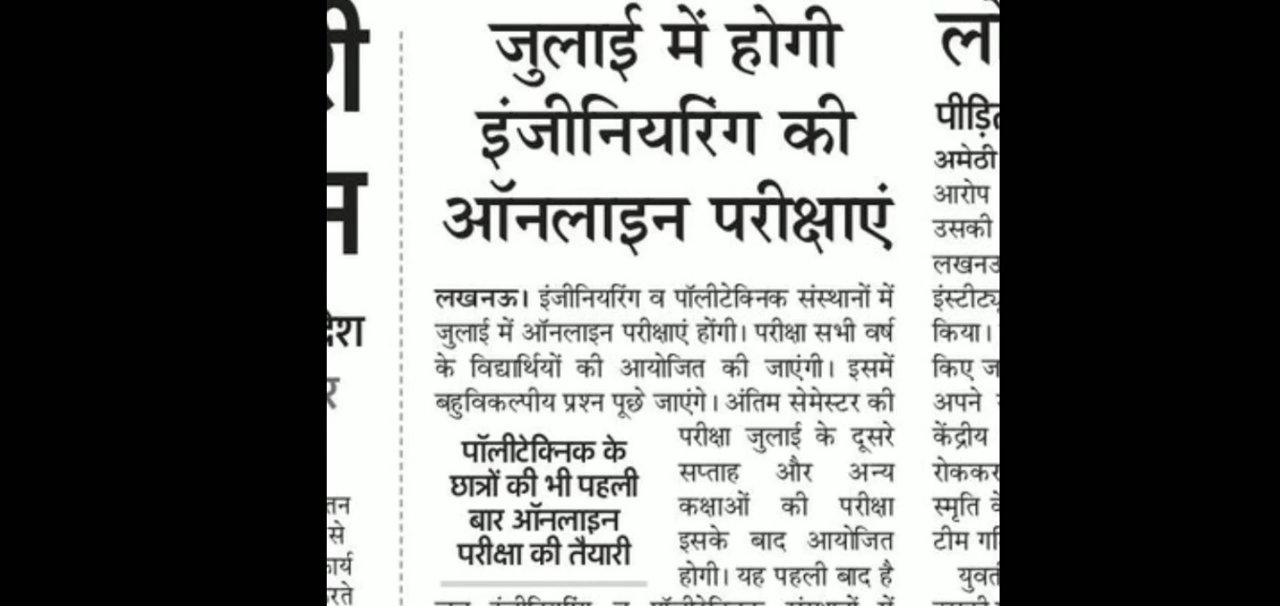 जुलाई में होगी
इंजीनियरिंग की
ऑनलाइन परीक्षाएं
लखनऊ। इंजीनियरिंग व पॉलीटेक्निक संस्थानों में
जुलाई में ऑनलाइन परीक्षाएं होंगी। परीक्षा सभी वर्ष
के विद्यार्थियों की आयोजित की जाएंगी। इसमें
बहुविकल्पीय प्रश्न पूछे जाएंगे। अंतिम सेमेस्टर की
परीक्षा जुलाई के दूसरे
सप्ताह और अन्य
कक्षाओं की परीक्षा
इसके बाद आयोजित
होगी। यह पहली बाद है
पॉलीटेक्निक के
छात्रों की भी पहली
बार ऑनलाइन
परीक्षा की तैयारी
अमेठी
आरोप
उसकी
इंस्टीट्यू
किया।
किए ज
अपने
केंद्रीय
रोककर
स्मृति
टीम